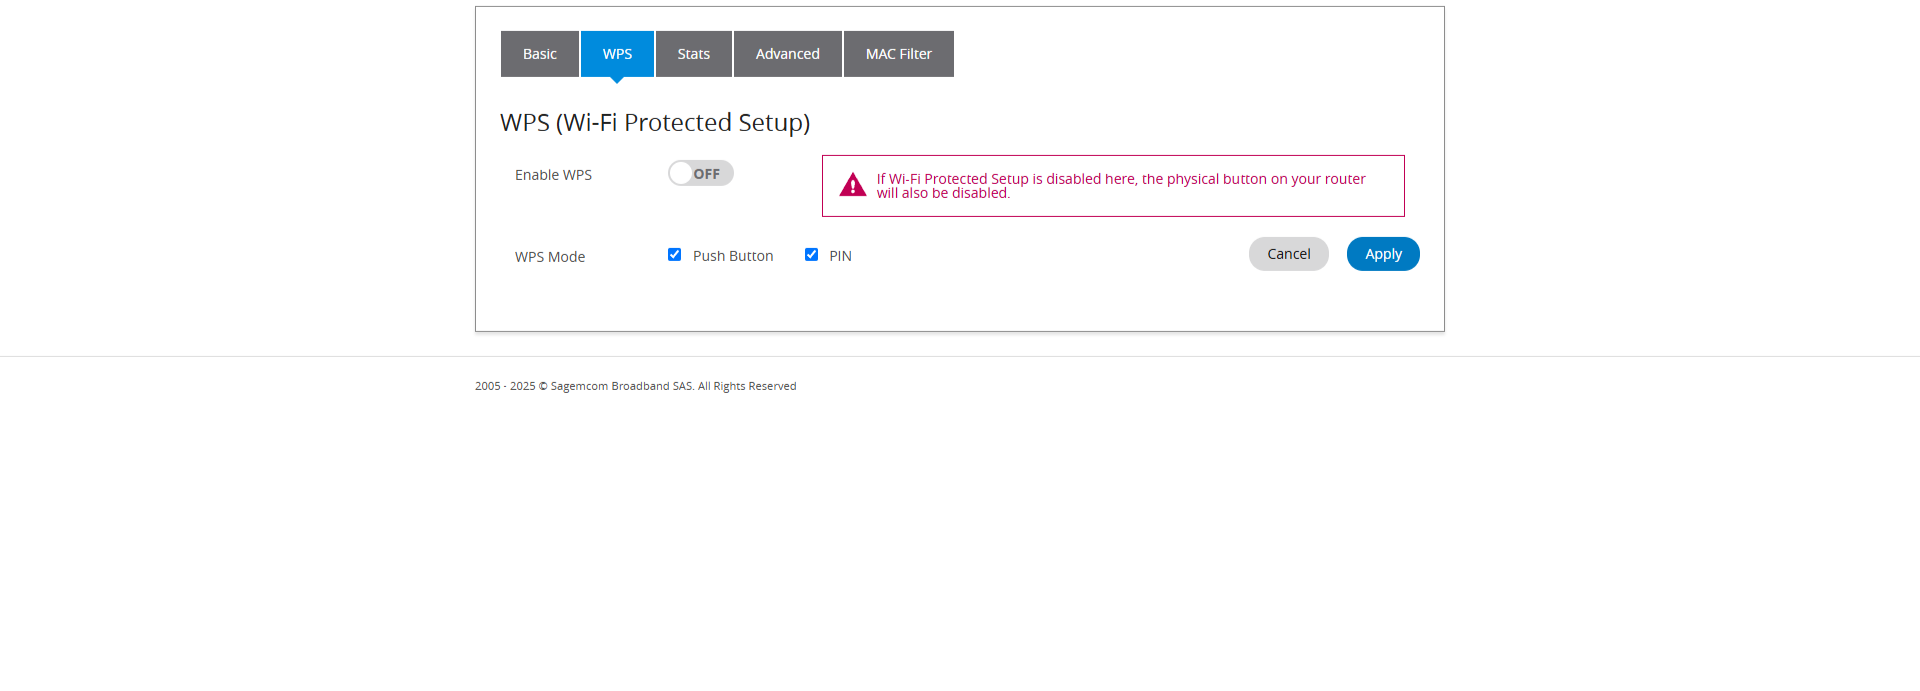 Basic WPS Stats Advanced MAC Filter
WPS (Wi-Fi Protected Setup)
Enable WPS OFF
If Wi-Fi Protected Setup is disabled here, the physical button on your router
will also be disabled.
WPS Mode Push Button PIN Cancel Apply
2005 - 2025 © Sagemcom Broadband SAS. All Rights Reserved